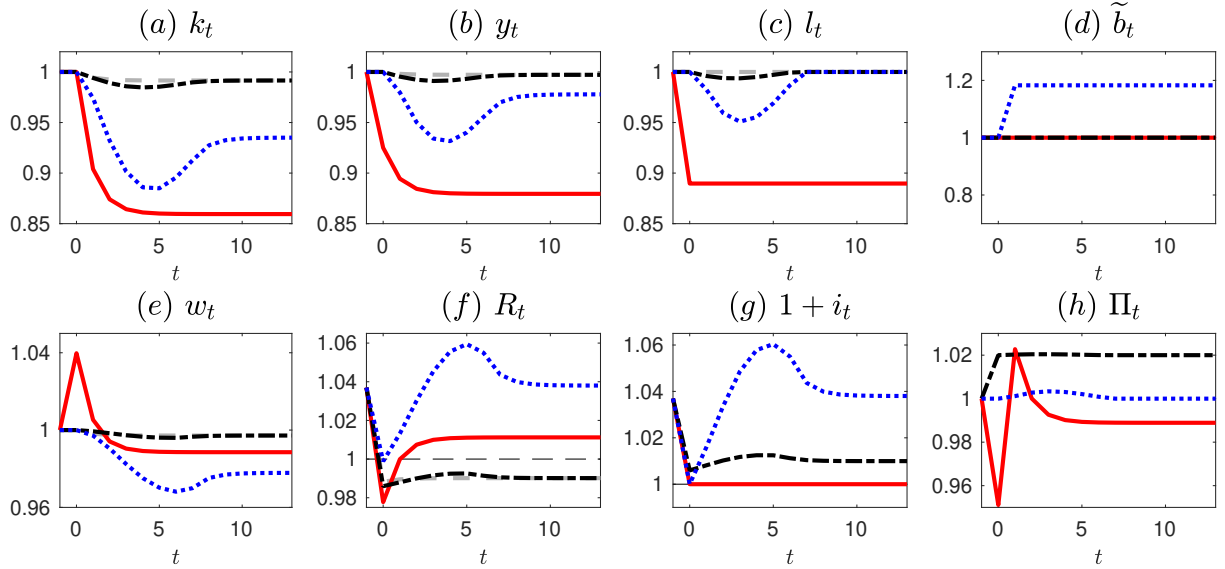 (a) k_t
(b) y_t
(c) l_t
(d) \widetilde{b}_t
1
0.95
0.9
0.85
0 5 10
t
1
0.95
0.9
0.85
0 5 10
t
1
0.95
0.9
0.85
0 5 10
t
1.2
1
0.8
0 5 10
t
(e) w_t
(f) R_t
(g) 1 + i_t
(h) Π_t
1.04
1
0.96
0 5 10
t
1.06
1.04
1.02
1
0.98
0 5 10
t
1.06
1.04
1.02
1
0 5 10
t
1.02
1
0.98
0.96
0 5 10
t